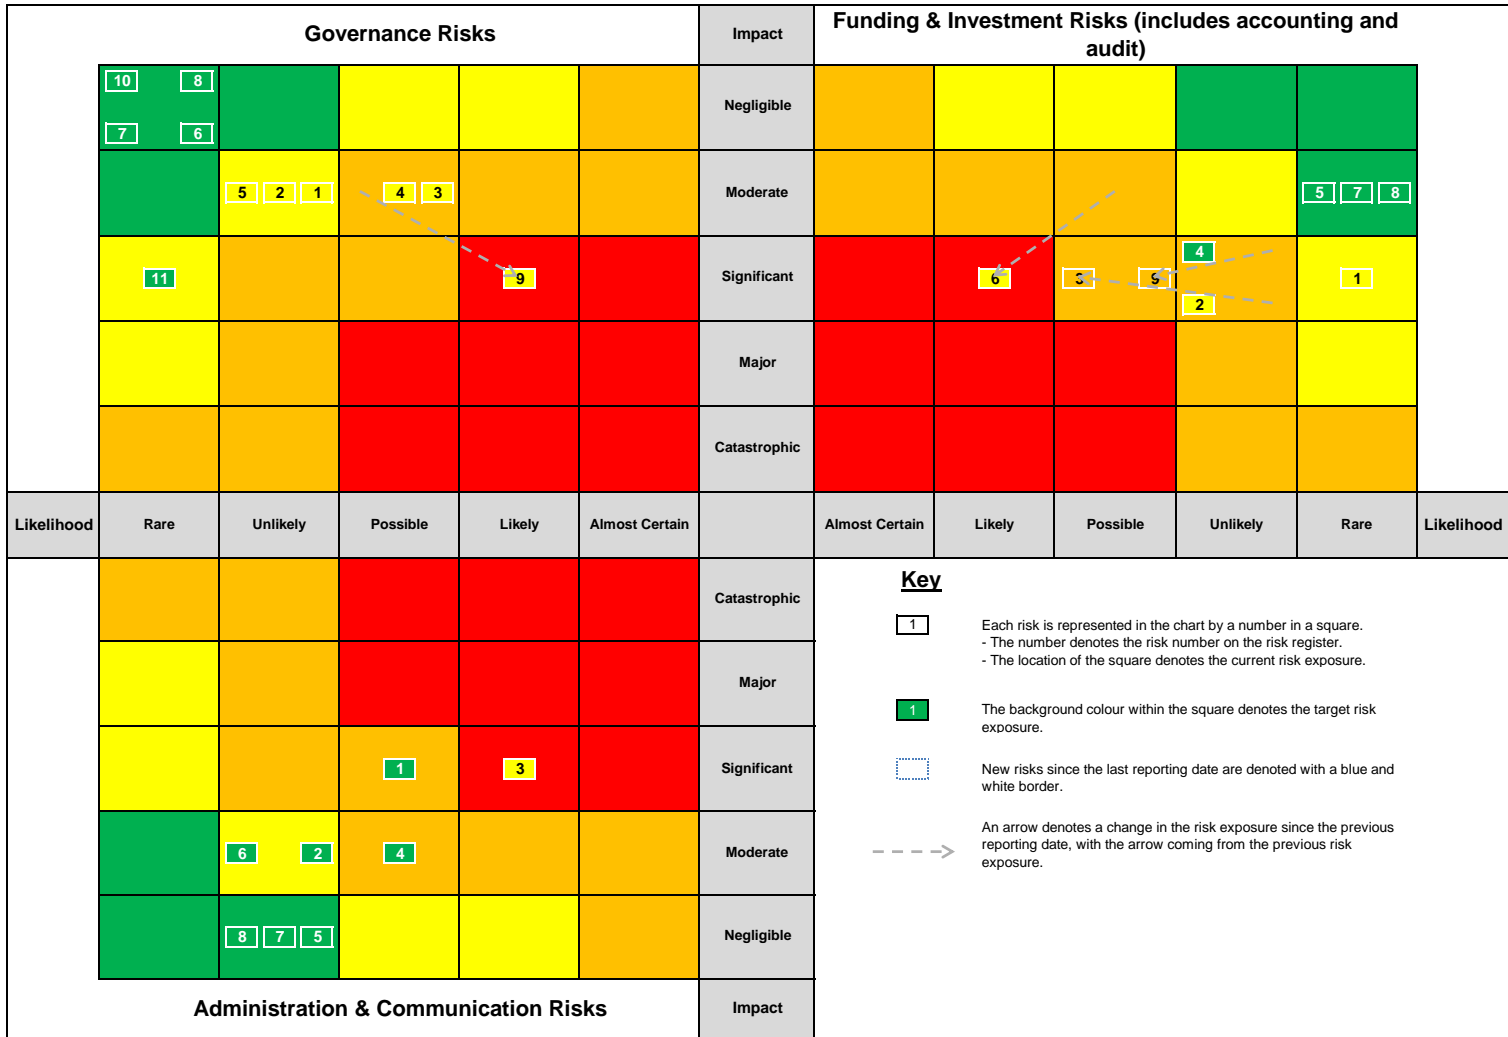 Governance Risks
Impact
Funding & Investment Risks (includes accounting and
audit)
10 8
7 6
Negligible
5 2 1
4 3
Moderate
5 7 8
11
9
Significant
6
3 9
4
2
1
Major
Catastrophic
Likelihood Rare Unlikely Possible Likely Almost Certain Almost Certain Likely Possible Unlikely Rare Likelihood
Catastrophic
Major
1
3
Significant
6 2
4
Moderate
8 7 5
Negligible
Administration & Communication Risks
Impact
Key
1
Each risk is represented in the chart by a number in a square.
- The number denotes the risk number on the risk register.
- The location of the square denotes the current risk exposure.
1
The background colour within the square denotes the target risk
exposure.
New risks since the last reporting date are denoted with a blue and
white border.
An arrow denotes a change in the risk exposure since the previous
reporting date, with the arrow coming from the previous risk
exposure.